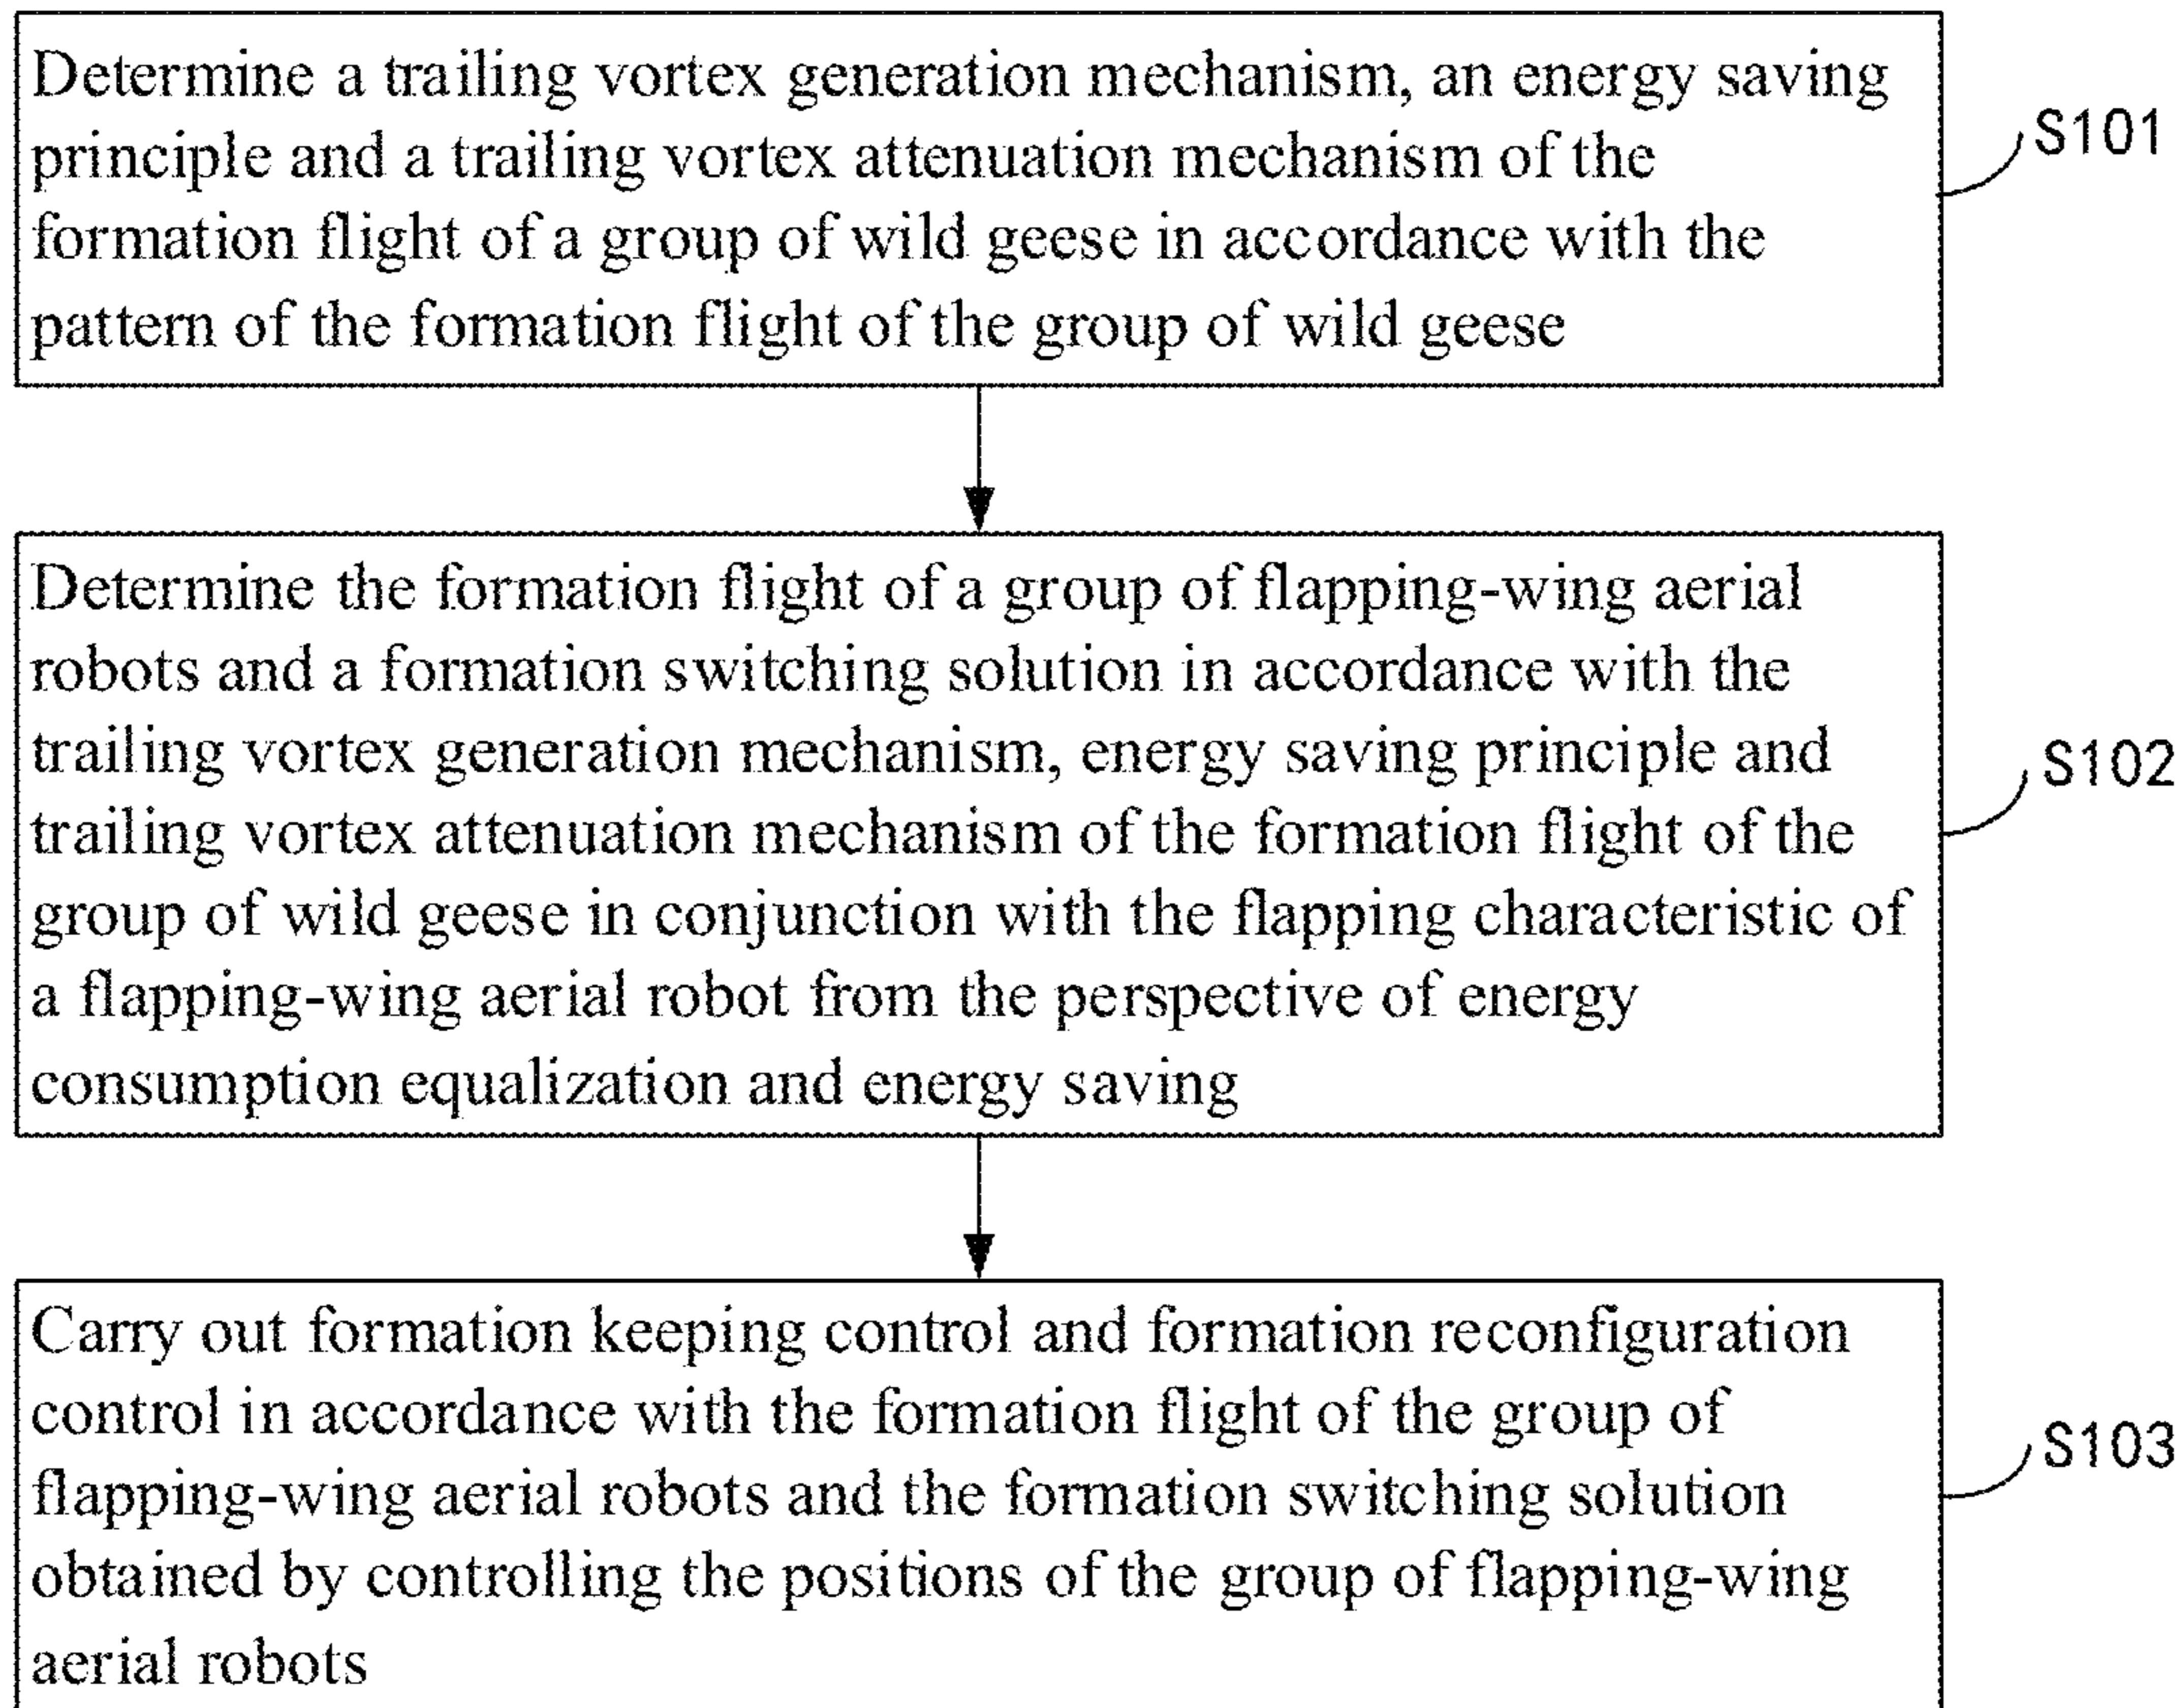 Determine a trailing vortex generation mechanism, an energy saving
principle and a trailing vortex attenuation mechanism of the
formation flight of a group of wild geese in accordance with the
pattern of the formation flight of the group of wild geese
S101
Determine the formation flight of a group of flapping-wing aerial
robots and a formation switching solution in accordance with the
trailing vortex generation mechanism, energy saving principle and
trailing vortex attenuation mechanism of the formation flight of the
group of wild geese in conjunction with the flapping characteristic of
a flapping-wing aerial robot from the perspective of energy
consumption equalization and energy saving
S102
Carry out formation keeping control and formation reconfiguration
control in accordance with the formation flight of the group of
flapping-wing aerial robots and the formation switching solution
obtained by controlling the positions of the group of flapping-wing
aerial robots
S103